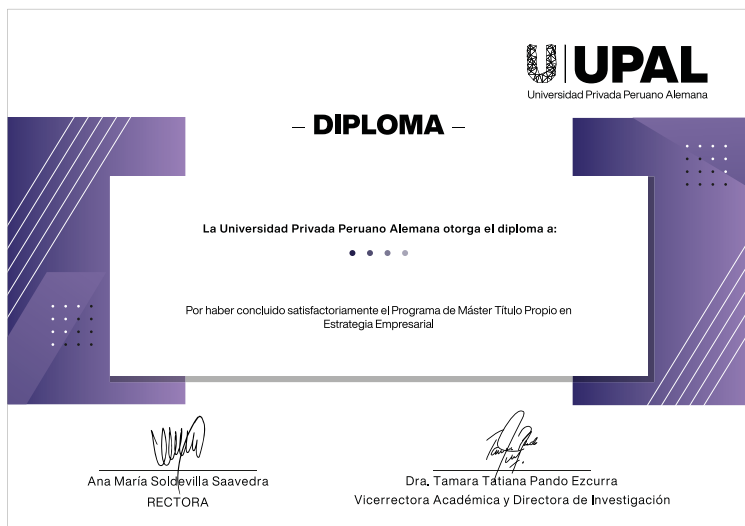 UPAL
Universidad Privada Peruano Alemana
– DIPLOMA –
La Universidad Privada Peruano Alemana otorga el diploma a:
Por haber concluido satisfactoriamente el Programa de Máster Título Propio en
Estrategia Empresarial
Ana María Soldevilla Saavedra
RECTORA
Dra. Tamara Tatiana Pando Ezcurra
Vicerrectora Académica y Directora de Investigación